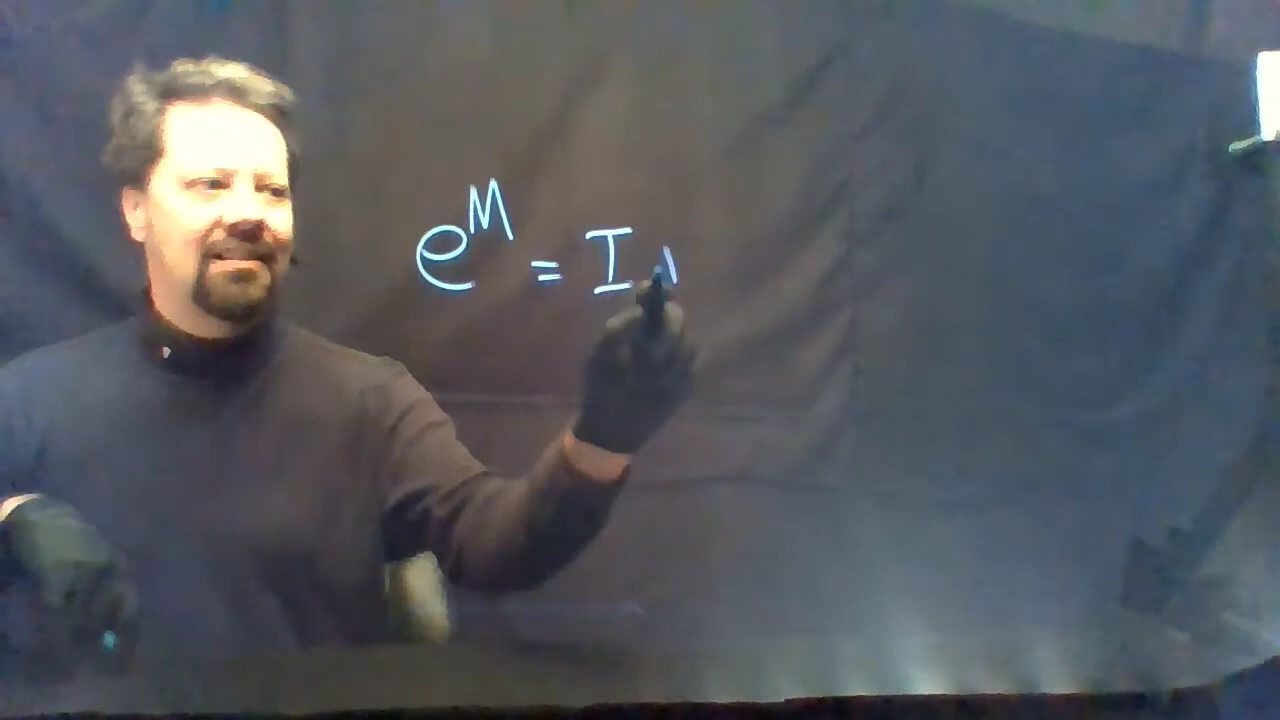 e^M = I